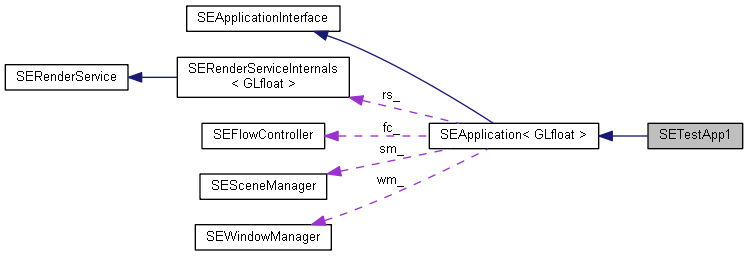 SEApplicationInterface
SERenderService
SERenderServiceInternals
< GLfloat >
rs_
SEFlowController
fc_
SEApplication< GLfloat >
SETestApp1
sm_
SESceneManager
wm_
SEWindowManager